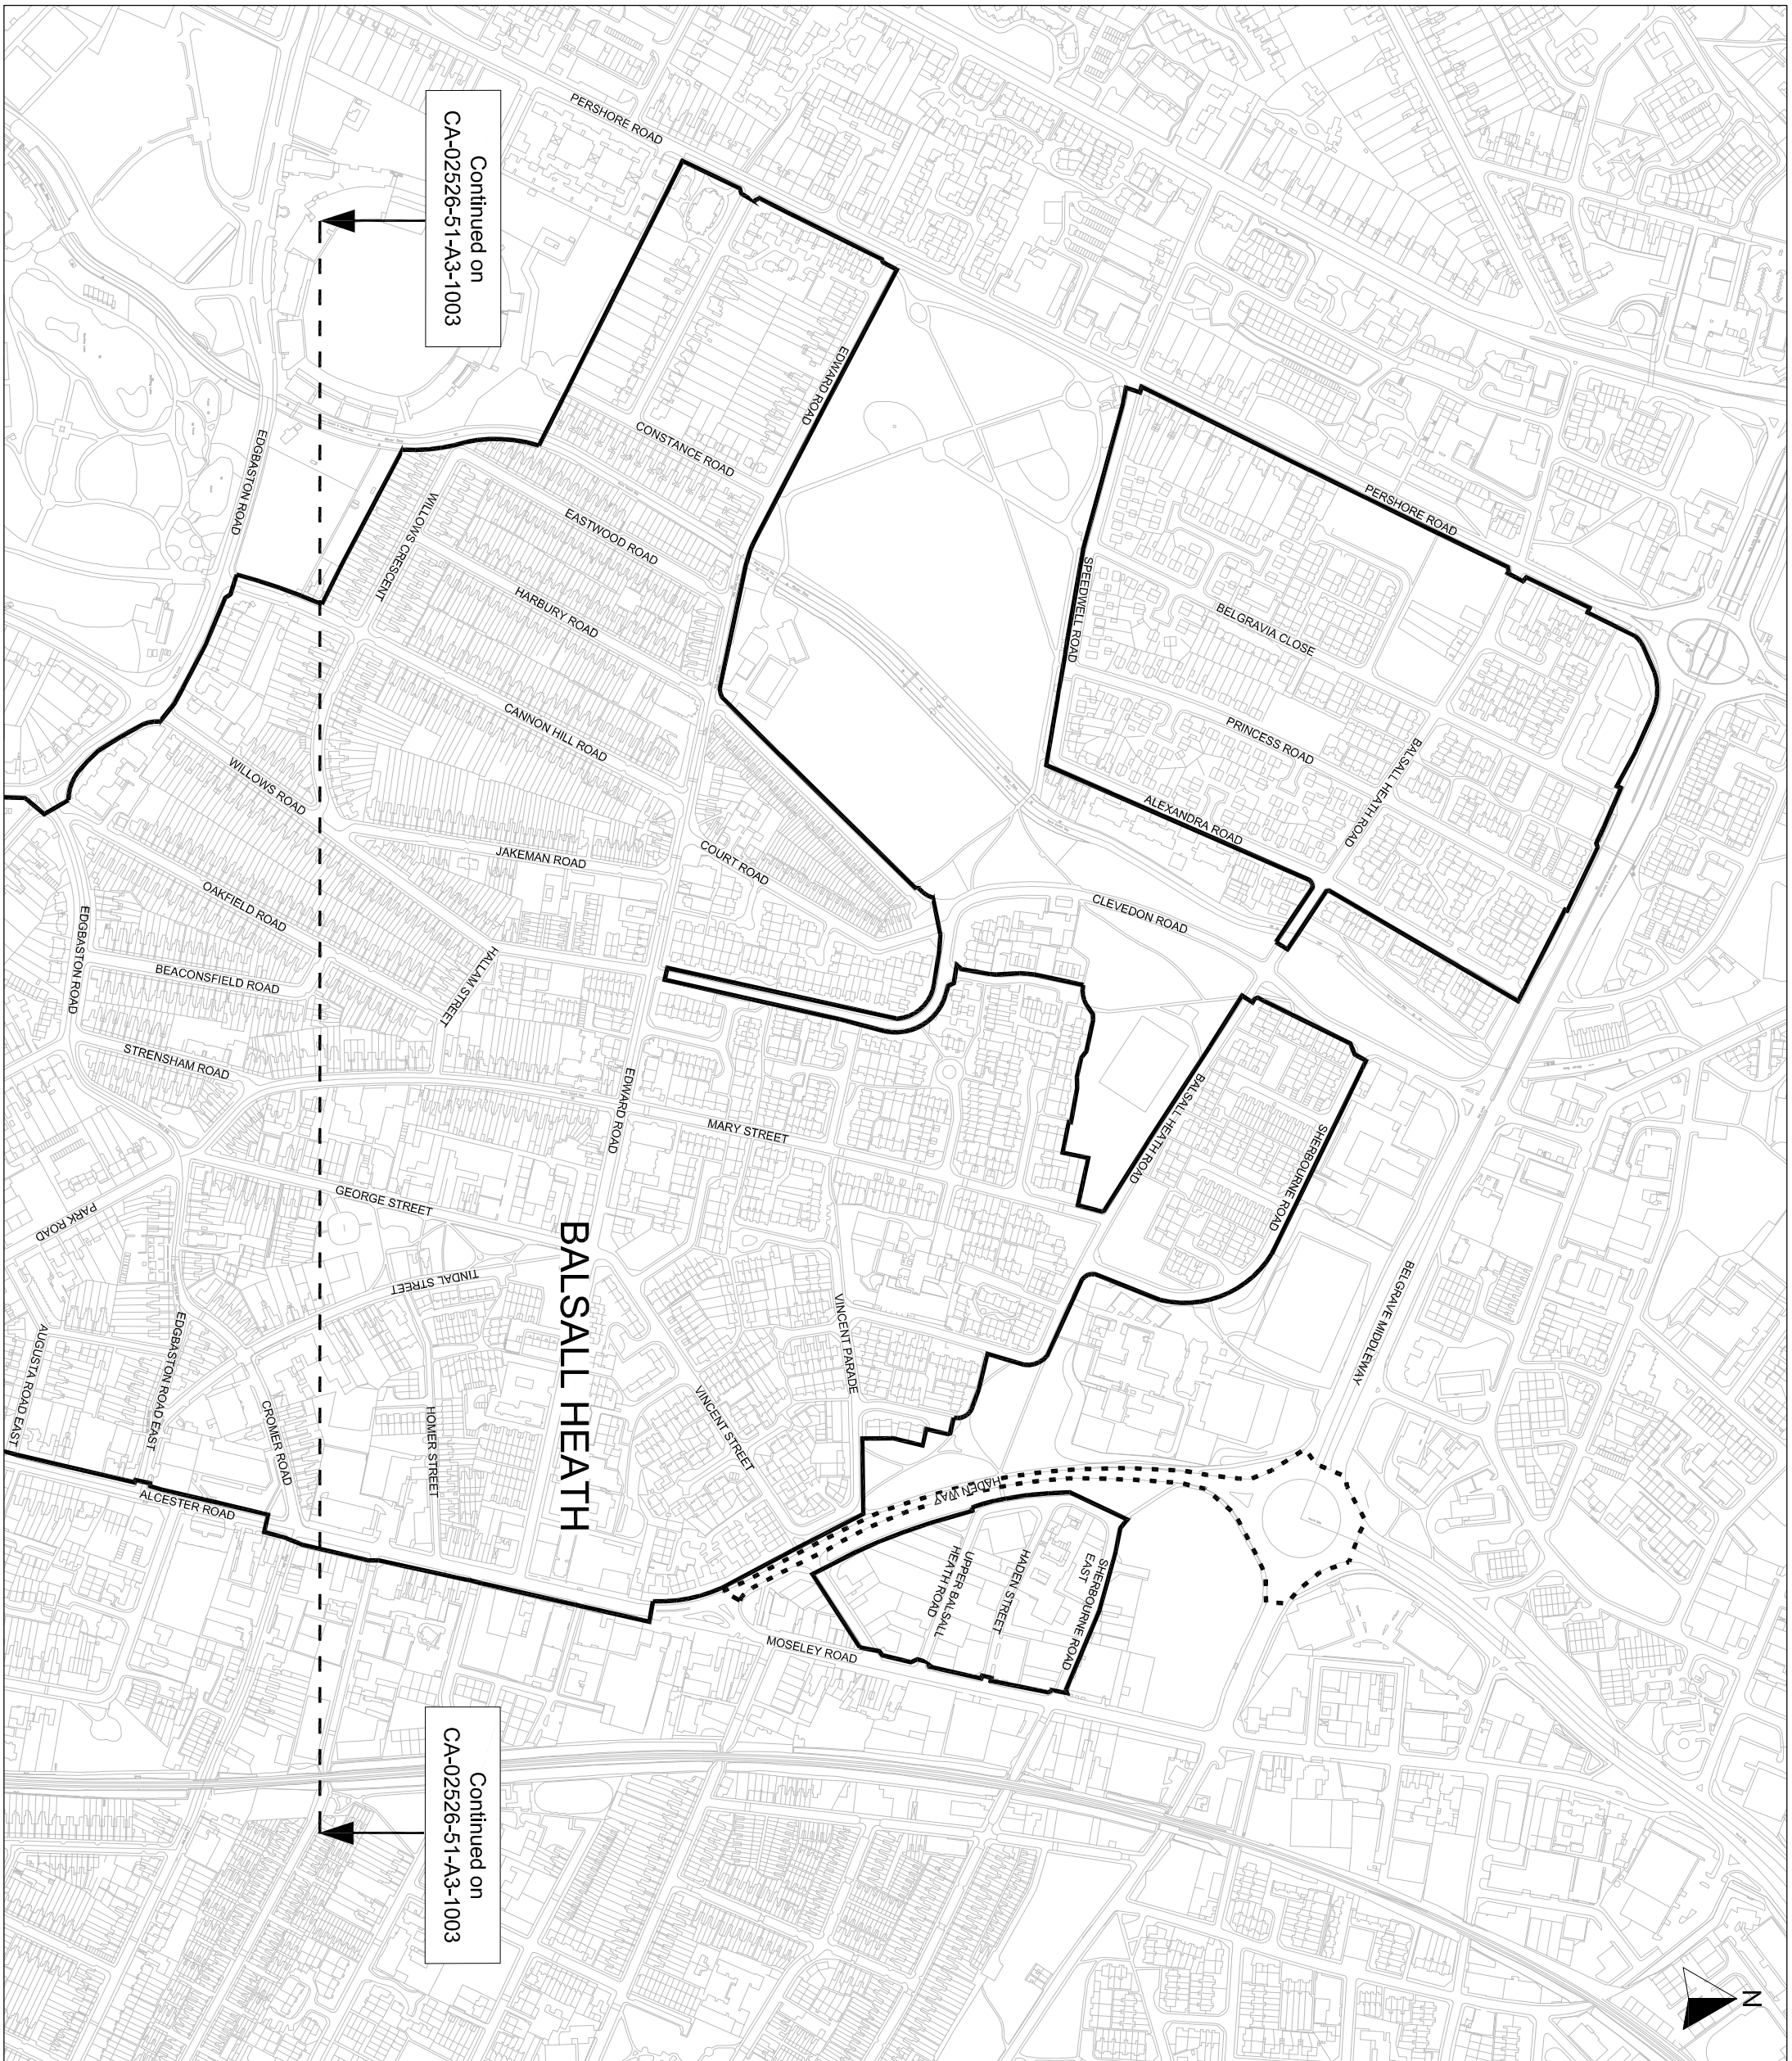 Continued on
CA-02526-51-A3-1003
PERSHORE ROAD
EDWARD ROAD
CONSTANCE ROAD
EASTWOOD ROAD
WILLOWS CRESCENT
HARBURY ROAD
CANNON HILL ROAD
EDGBASTON ROAD
PERSHORE ROAD
SPEEDWELL ROAD
BELGRAVIA CLOSE
PRINCESS ROAD
BALSALL HEATH ROAD
ALEXANDRA ROAD
CLEVEDON ROAD
WILLOWS ROAD
JAKEMAN ROAD
COURT ROAD
OAKFIELD ROAD
EDGBASTON ROAD
BEACONSFIELD ROAD
HALLAM STREET
STRENSHAM ROAD
EDWARD ROAD
MARY STREET
BALSALL HEATH ROAD
SHERBOURNE ROAD
GEORGE STREET
PARK ROAD
TINDAL STREET
BALSALL HEATH
VINCENT PARADE
VINCENT STREET
BELGRAVE MIDDLEWAY
AUGUSTA ROAD EAST
EDGBASTON ROAD EAST
CROMER ROAD
HOMER STREET
ALCESTER ROAD
HADEN WAY
UPPER BALSALL
HEATH ROAD
HADEN STREET
SHERBOURNE ROAD
EAST
MOSELEY ROAD
Continued on
CA-02526-51-A3-1003
N